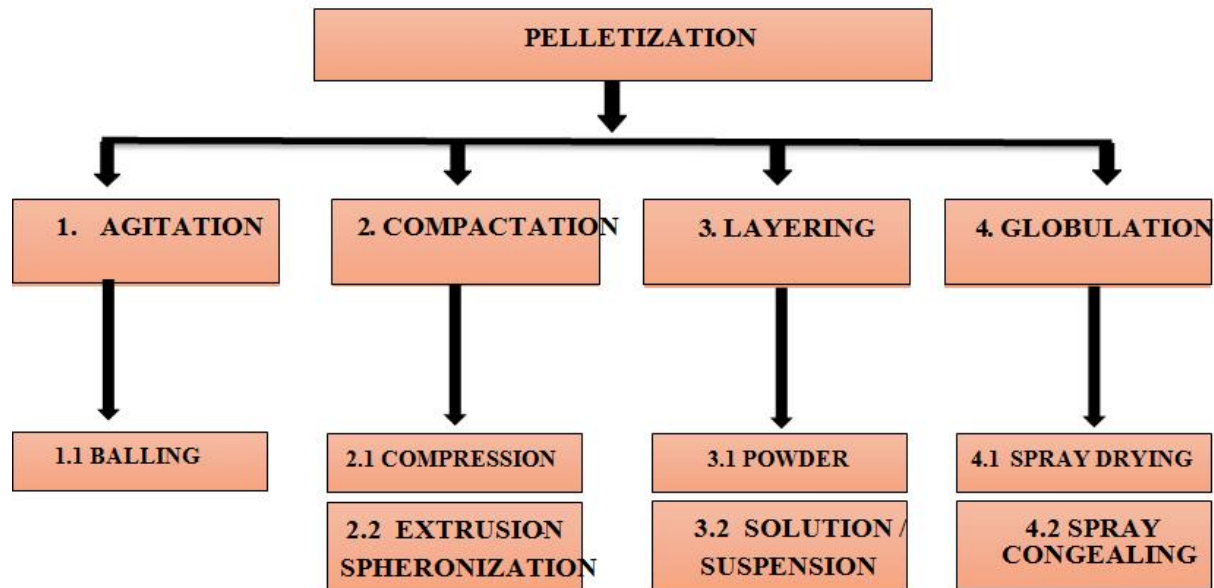 PELLETIZATION
1. AGITATION
2. COMPACTATION
3. LAYERING
4. GLOBULATION
1.1 BALLING
2.1 COMPRESSION
3.1 POWDER
4.1 SPRAY DRYING
2.2 EXTRUSION
SPHERONIZATION
3.2 SOLUTION /
SUSPENSION
4.2 SPRAY
CONGEALING